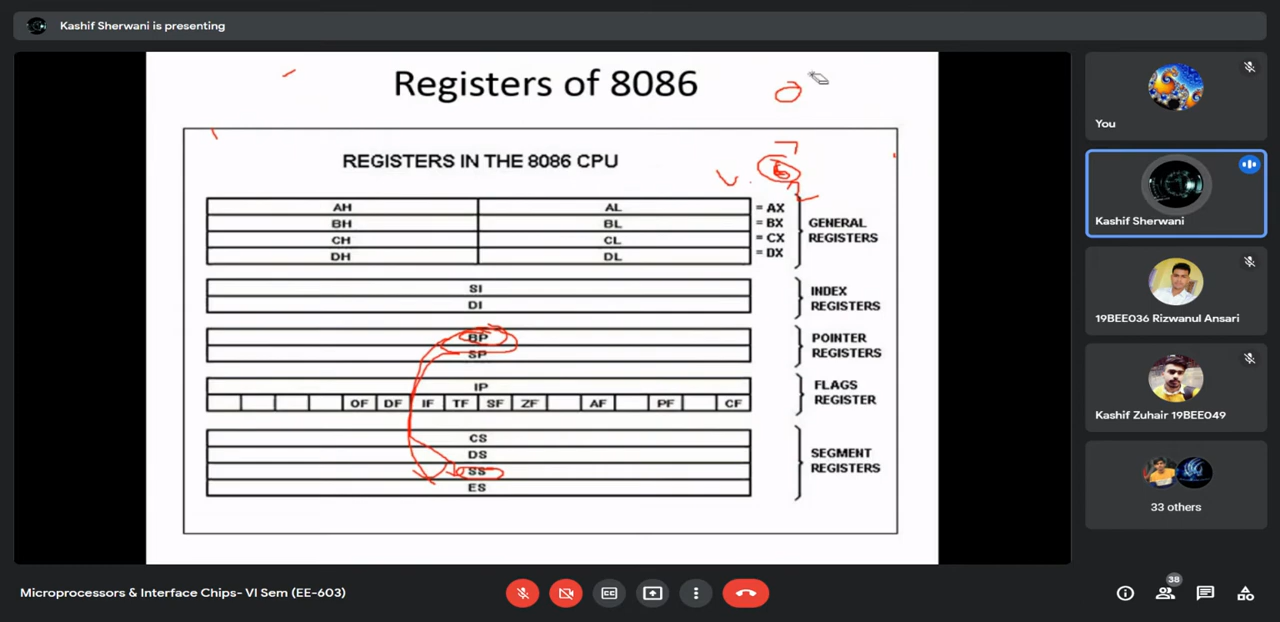 Kashif Sherwani is presenting
Registers of 8086
REGISTERS IN THE 8086 CPU
AH AL = AX
BH BL = BX
CH CL = CX
DH DL = DX
GENERAL
REGISTERS
SI
DI
INDEX
REGISTERS
BP
SP
POINTER
REGISTERS
IP
OF DF IF TF SF ZF AF PF CF
FLAGS
REGISTER
CS
DS
SS
ES
SEGMENT
REGISTERS
You
Kashif Sherwani
19BEE036 Rizwanul Ansari
Kashif Zuhair 19BEE049
33 others
Microprocessors & Interface Chips- VI Sem (EE-603)
CC
38